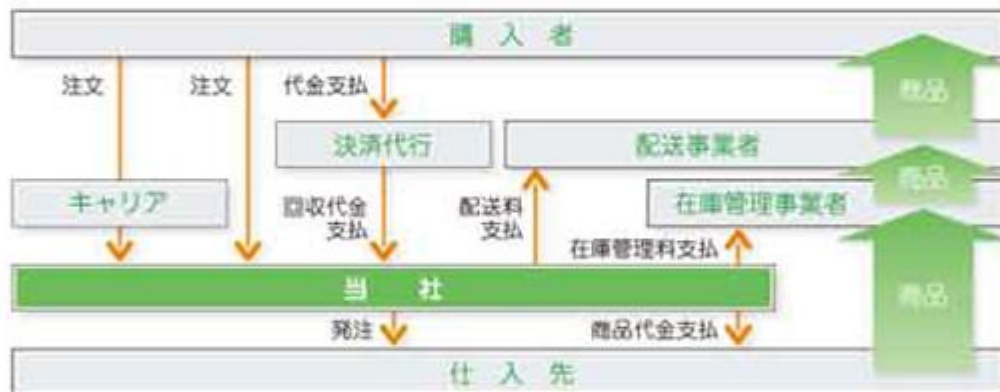 購入者
注文
注文
代金支払
商品
決済代行
配送事業者
商品
キャリア
回収代金
支払
配送料
支払
在庫管理事業者
在庫管理料支払
商品
当社
発注
商品代金支払
仕入先